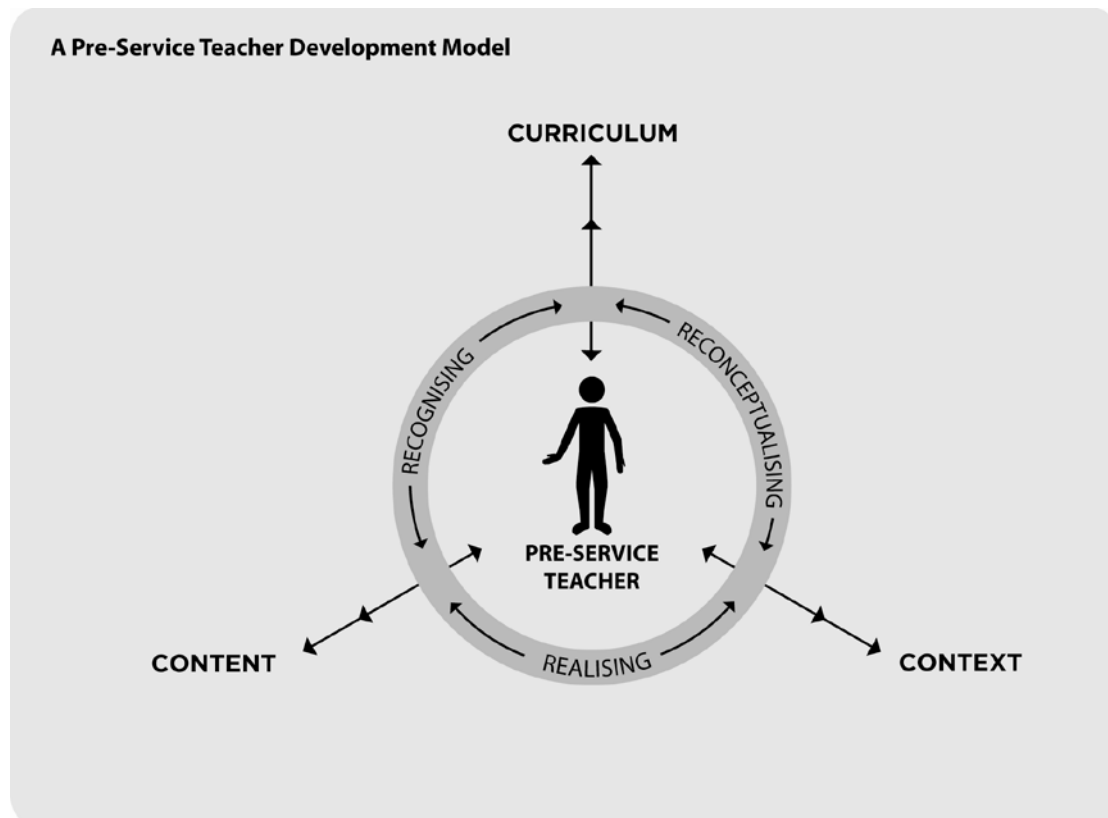 A Pre-Service Teacher Development Model
CURRICULUM
RECOGNISING
RECONCEPTUALISING
PRE-SERVICE
TEACHER
CONTENT
REALISING
CONTEXT